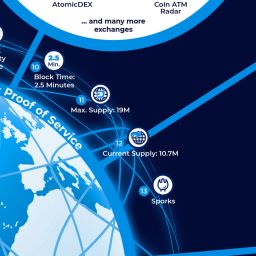 AtomicDEX
Coin ATM
Radar
... and many more
exchanges
10
2.5
Min.
Block Time:
2.5 Minutes
11
Max. Supply: 19M
12
Current Supply: 10.7M
13
Sporks
Proof of Service